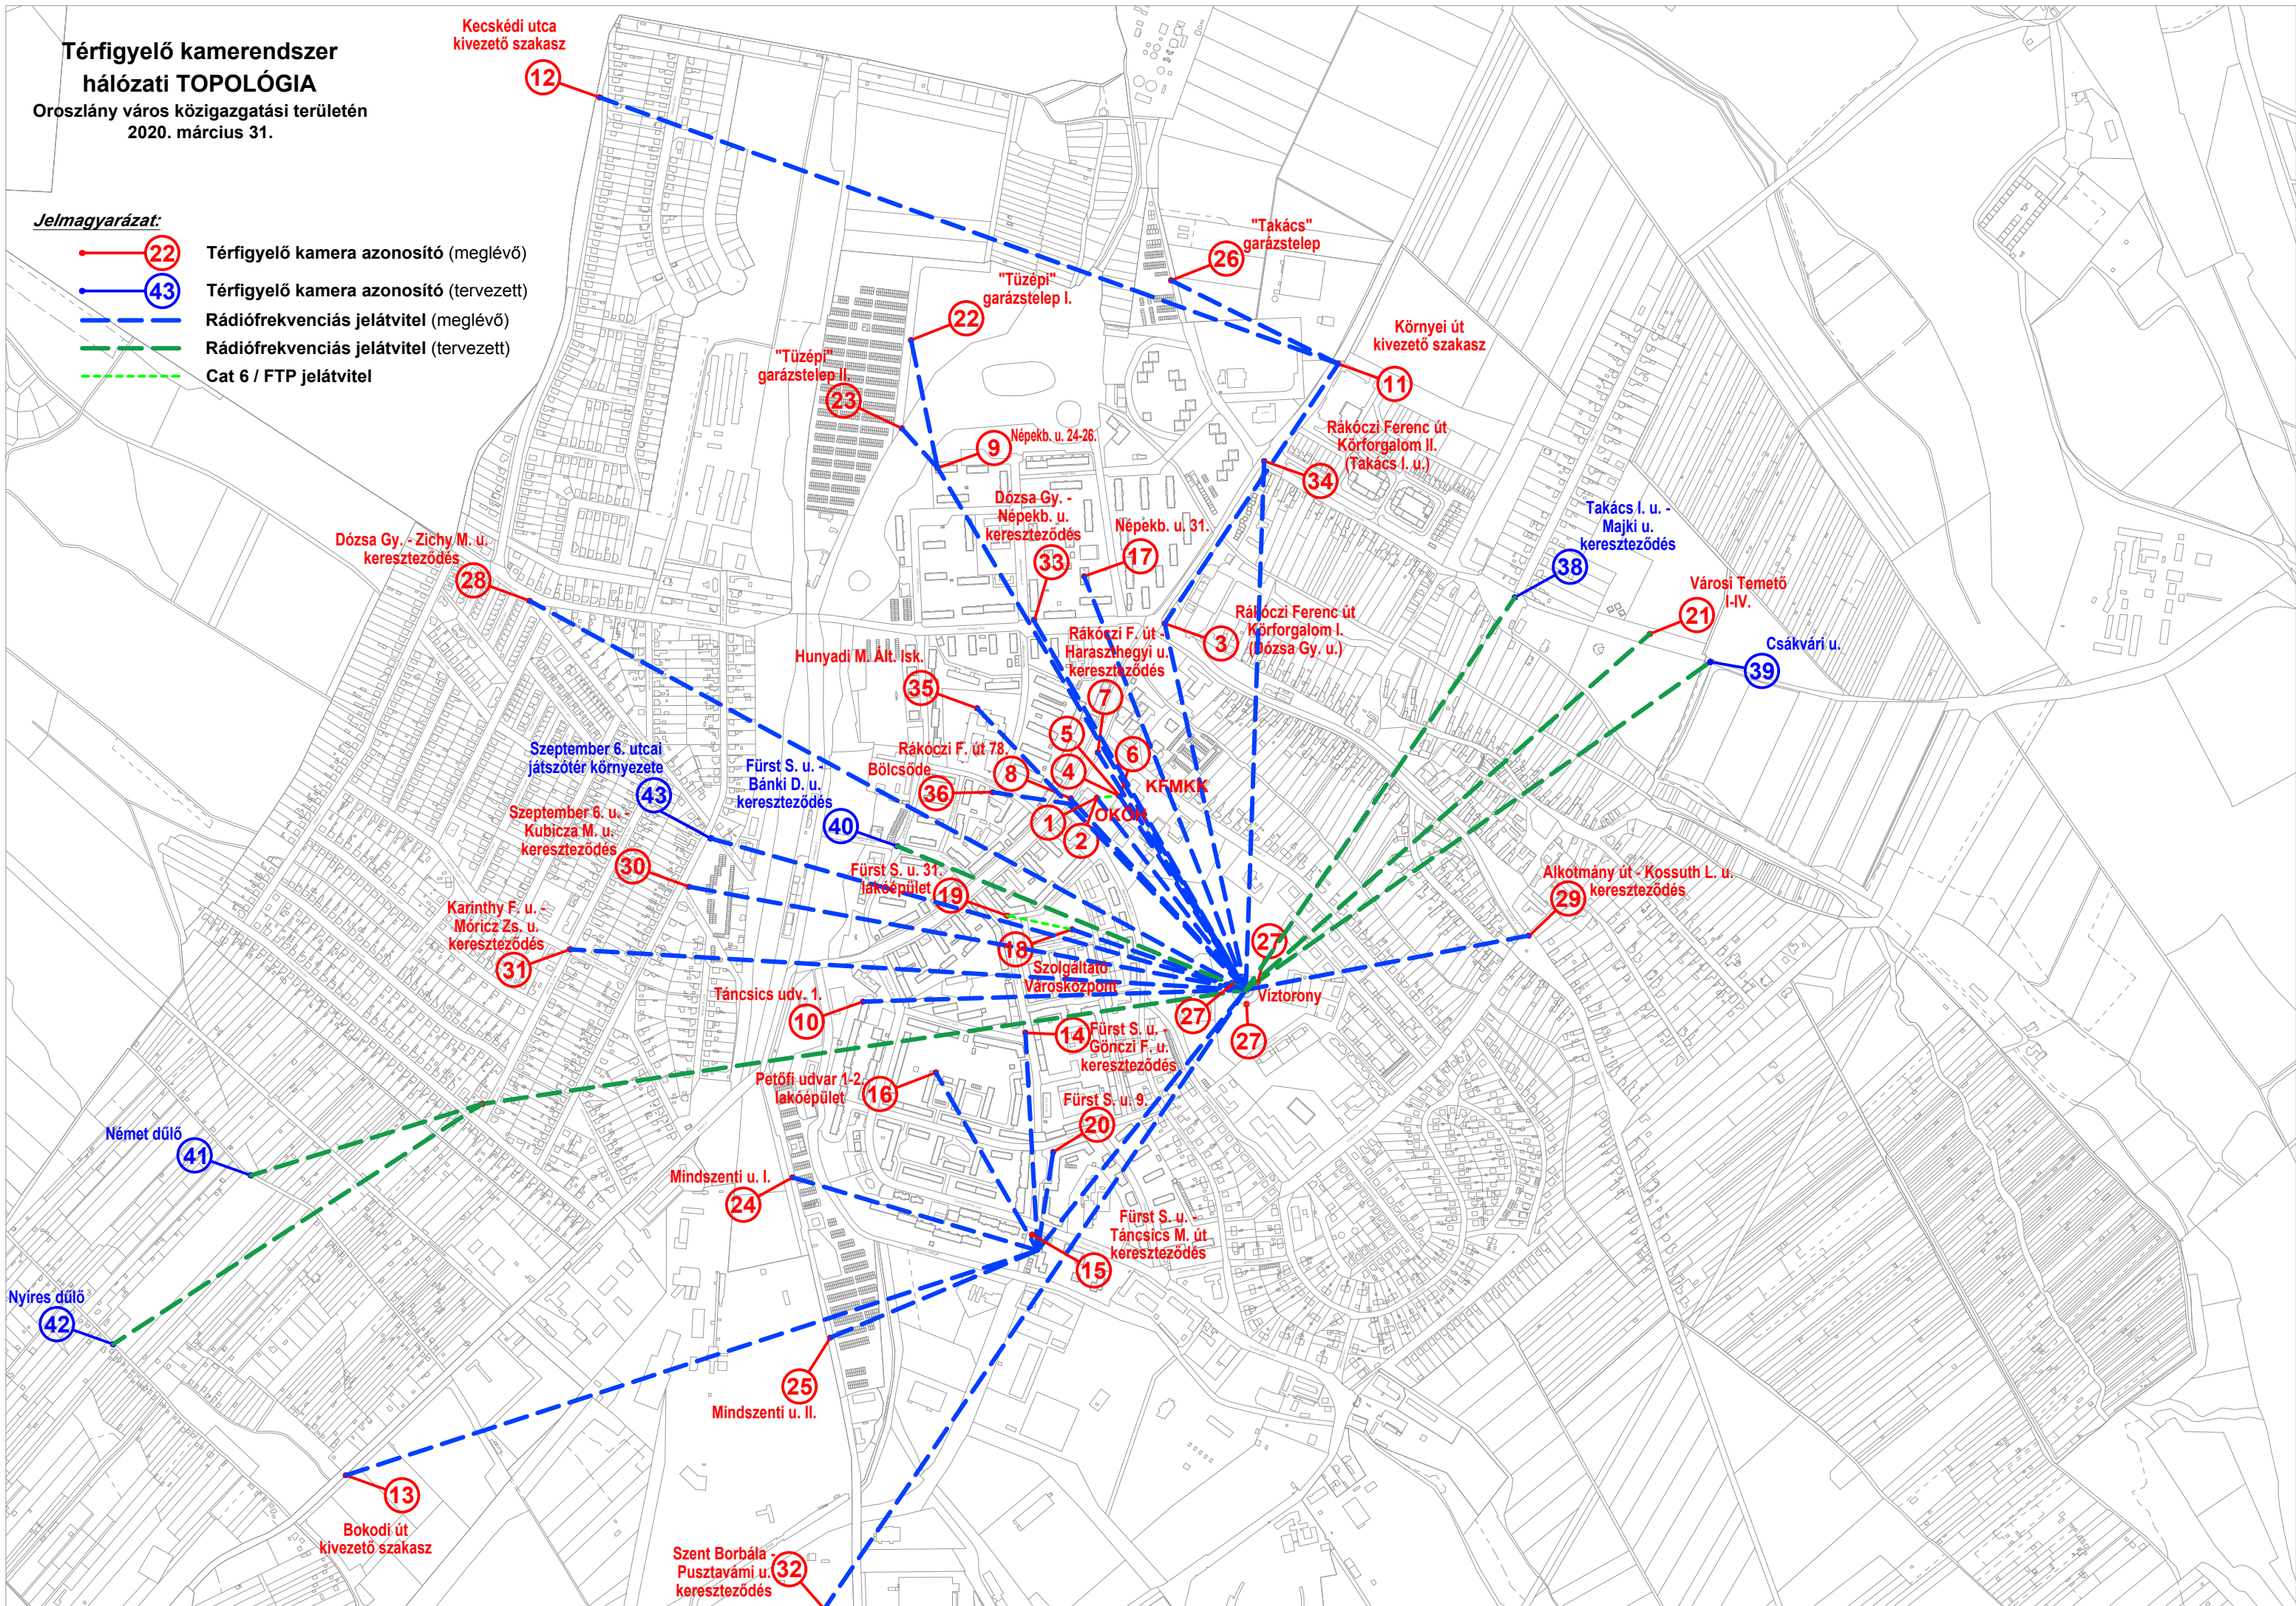 Térfigyelő kamerendszer
hálózati TOPOLÓGIA
Oroszlány város közigazgatási területén
2020. március 31.
Jelmagyarázat:
22 Térfigyelő kamera azonosító (meglévő)
43 Térfigyelő kamera azonosító (tervezett)
Rádiófrekvenciás jelátvitel (meglévő)
Rádiófrekvenciás jelátvitel (tervezett)
Cat 6 / FTP jelátvitel
Kecskédi utca
kivezető szakasz
12
"Takács"
garázstelep
26
"Tüzépi"
garázstelep I.
22
"Tüzépi"
garázstelep II.
23
Környei út
kivezető szakasz
11
9
Népekb. u. 24-26.
Rákóczi Ferenc út
Körforgalom II.
(Takács I. u.)
34
Dózsa Gy. -
Népekb. u.
kereszteződés
33
Népekb. u. 31.
17
Takács I. u. -
Majki u.
kereszteződés
38
Dózsa Gy. - Zichy M. u.
kereszteződés
28
Városi Temető
I-IV.
21
Rákóczi Ferenc út
Körforgalom I.
(Dózsa Gy. u.)
3
Rákóczi F. út -
Haraszthegyi u.
kereszteződés
7
Csákvári u.
39
Hunyadi M. Ált. Isk.
35
5
6
4
KFMKK
Rákóczi F. út 78.
8
Bölcsőde
36
1
2
OKÖH
Szeptember 6. utcai
játszótér környezete
43
Fürst S. u. -
Bánki D. u.
kereszteződés
40
Szeptember 6. u. -
Kubicza M. u.
kereszteződés
30
Fürst S. u. 31.
lakóépület
19
Alkotmány út - Kossuth L. u.
kereszteződés
29
Karinthy F. u. -
Móricz Zs. u.
kereszteződés
31
18
Szolgáltató
Városközpont
27
27
27
Víztorony
Táncsics udv. 1.
10
14
Fürst S. u. -
Gönczi F. u.
kereszteződés
Petőfi udvar 1-2.
lakóépület
16
Fürst S. u. 9.
20
Német dűlő
41
Mindszenti u. I.
24
Fürst S. u. -
Táncsics M. út
kereszteződés
15
Nyíres dűlő
42
25
Mindszenti u. II.
13
Bokodi út
kivezető szakasz
Szent Borbála -
Pusztavámi u.
kereszteződés
32